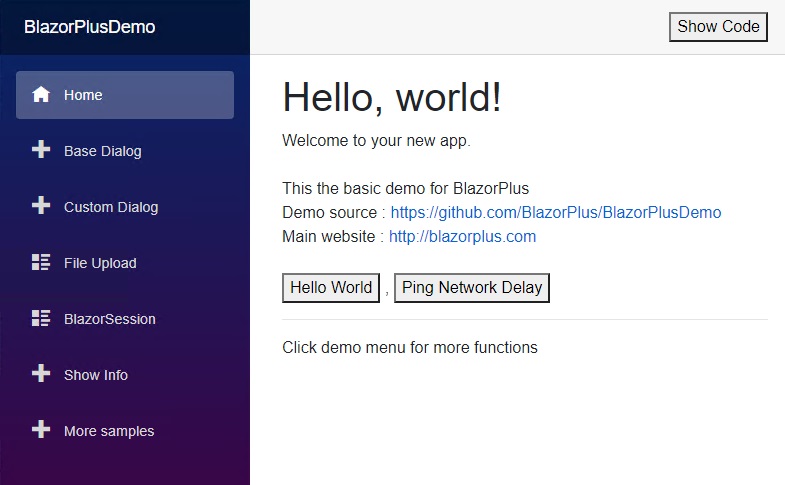 BlazorPlusDemo
Show Code
Home
Base Dialog
Custom Dialog
File Upload
BlazorSession
Show Info
More samples
Hello, world!
Welcome to your new app.
This the basic demo for BlazorPlus
Demo source : https://github.com/BlazorPlus/BlazorPlusDemo
Main website : http://blazorplus.com
Hello World , Ping Network Delay
Click demo menu for more functions